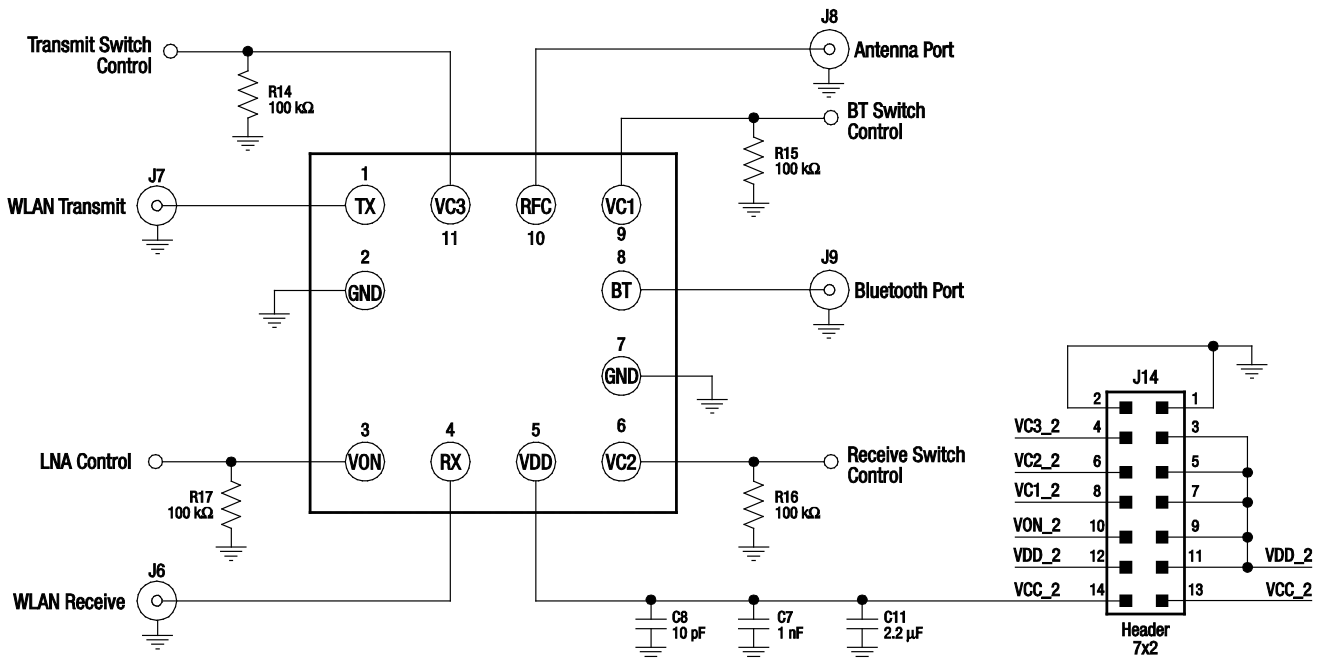 Transmit Switch
Control
R14
100 kΩ
J8
Antenna Port
BT Switch
Control
R15
100 kΩ
J7
WLAN Transmit
1
TX
VC3
11
RFC
10
VC1
9
2
GND
8
BT
J9
Bluetooth Port
7
GND
LNA Control
R17
100 kΩ
3
VON
4
RX
5
VDD
6
VC2
Receive Switch
Control
R16
100 kΩ
J6
WLAN Receive
C8
10 pF
C7
1 nF
C11
2.2 μF
J14
2 1
VC3_2 4 3
VC2_2 6 5
VC1_2 8 7
VON_2 10 9
VDD_2 12 11 VDD_2
VCC_2 14 13 VCC_2
Header
7x2